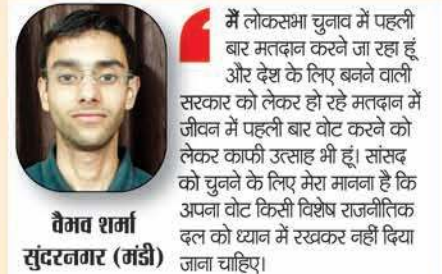 मैं लोकसभा चुनाव में पहली
बार मतदान करने जा रहा हूं
और देश के लिए बनने वाली
सरकार को लेकर हो रहे मतदान में
जीवन में पहली बार वोट करने को
लेकर काफी उत्साह भी हूं। सांसद
को चुनने के लिए मेरा मानना है कि
अपना वोट किसी विशेष राजनीतिक
दल को ध्यान में रखकर नहीं दिया
जाना चाहिए।
वैभव शर्मा
सुंदरनगर (मंडी)